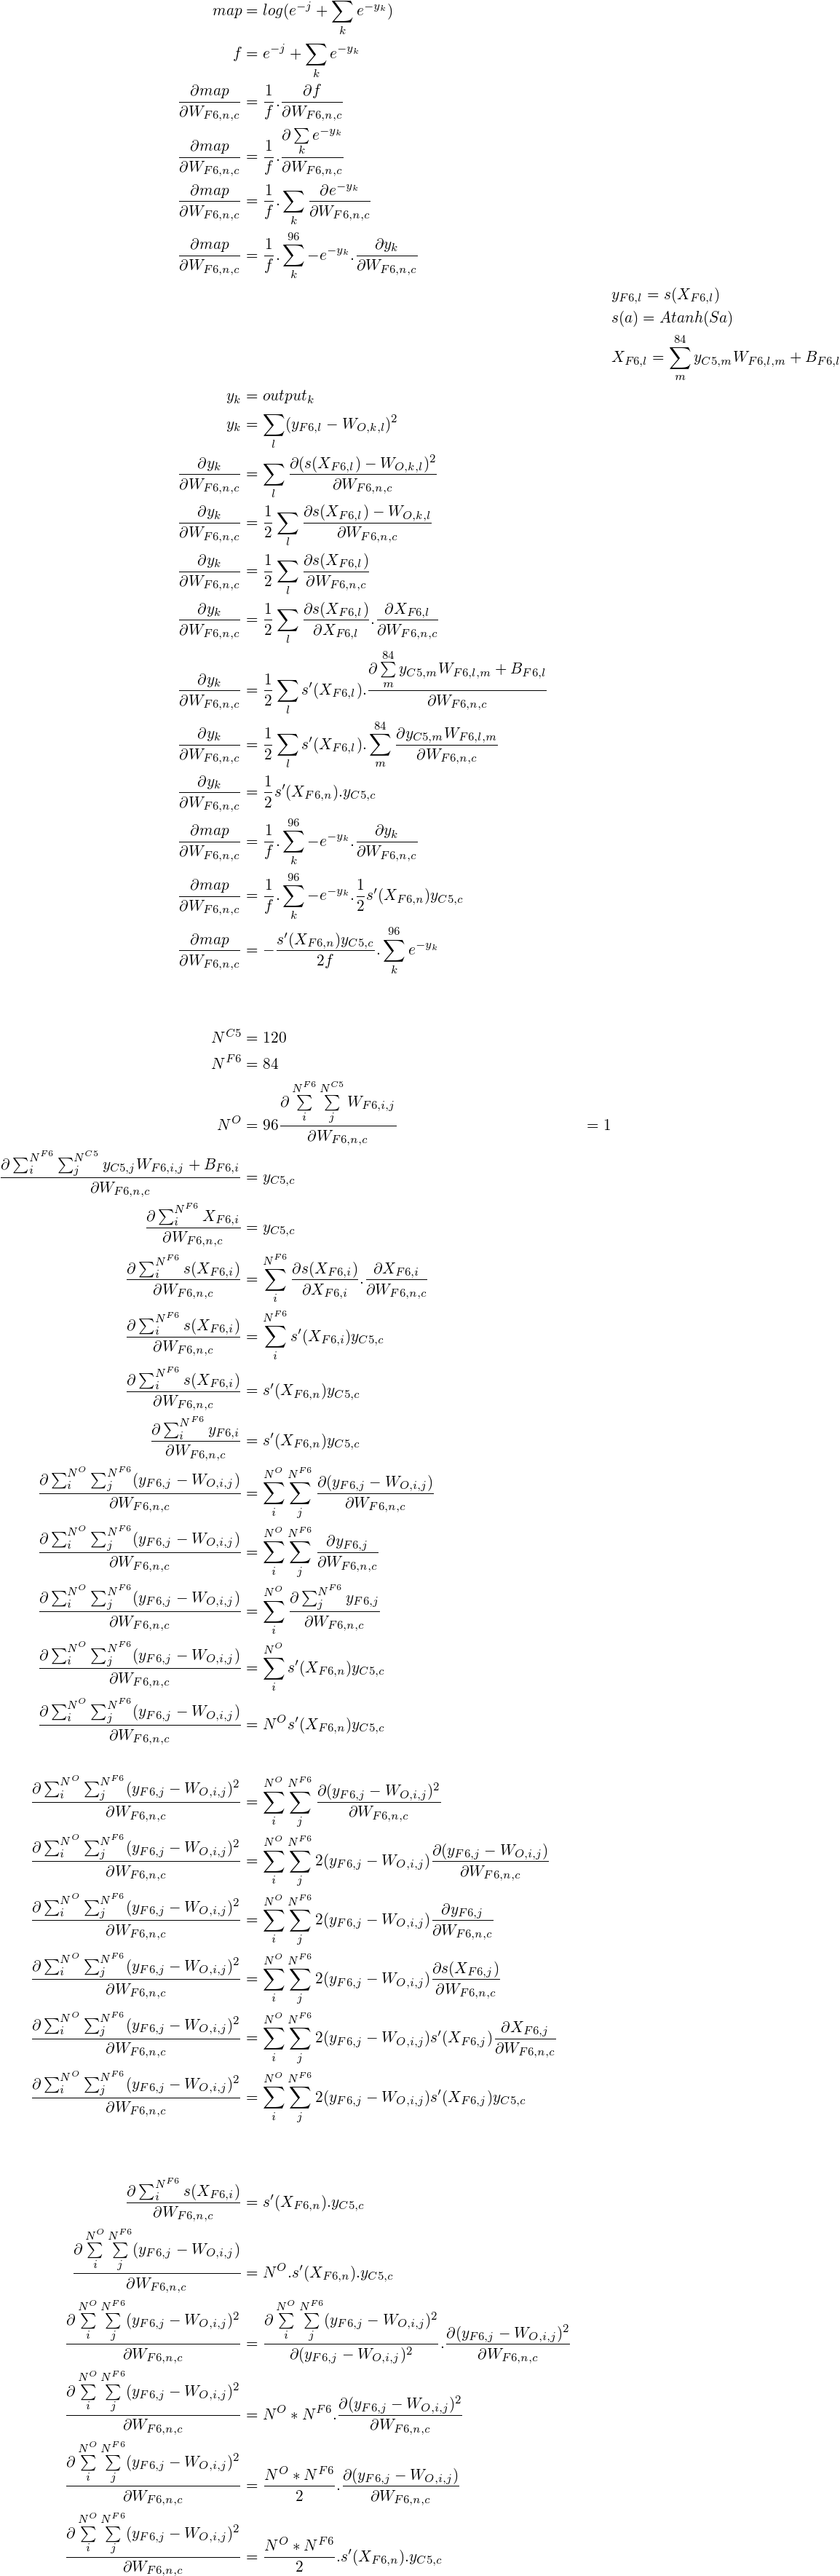 map = log(e^{-j} + \sum_k e^{-y_k})
f = e^{-j} + \sum_k e^{-y_k}
\frac{\partial map}{\partial W_{F6,n,c}} = \frac{1}{f} . \frac{\partial f}{\partial W_{F6,n,c}}
\frac{\partial map}{\partial W_{F6,n,c}} = \frac{1}{f} . \frac{\partial \sum_k e^{-y_k}}{\partial W_{F6,n,c}}
\frac{\partial map}{\partial W_{F6,n,c}} = \frac{1}{f} . \sum_k \frac{\partial e^{-y_k}}{\partial W_{F6,n,c}}
\frac{\partial map}{\partial W_{F6,n,c}} = \frac{1}{f} . \sum_k^{96} -e^{-y_k} . \frac{\partial y_k}{\partial W_{F6,n,c}}
y_{F6,l} = s(X_{F6,l})
s(a) = Atanh(Sa)
X_{F6,l} = \sum_m^{84} y_{C5,m} W_{F6,l,m} + B_{F6,l}
y_k = output_k
y_k = \sum_l (y_{F6,l} - W_{O,k,l})^2
\frac{\partial y_k}{\partial W_{F6,n,c}} = \sum_l \frac{\partial (s(X_{F6,l}) - W_{O,k,l})^2}{\partial W_{F6,n,c}}
\frac{\partial y_k}{\partial W_{F6,n,c}} = \frac{1}{2} \sum_l \frac{\partial s(X_{F6,l}) - W_{O,k,l}}{\partial W_{F6,n,c}}
\frac{\partial y_k}{\partial W_{F6,n,c}} = \frac{1}{2} \sum_l \frac{\partial s(X_{F6,l})}{\partial W_{F6,n,c}}
\frac{\partial y_k}{\partial W_{F6,n,c}} = \frac{1}{2} \sum_l \frac{\partial s(X_{F6,l})}{\partial X_{F6,l}} . \frac{\partial X_{F6,l}}{\partial W_{F6,n,c}}
\frac{\partial y_k}{\partial W_{F6,n,c}} = \frac{1}{2} \sum_l s'(X_{F6,l}) . \frac{\partial \sum_m^{84} y_{C5,m} W_{F6,l,m} + B_{F6,l}}{\partial W_{F6,n,c}}
\frac{\partial y_k}{\partial W_{F6,n,c}} = \frac{1}{2} \sum_l s'(X_{F6,l}) . \sum_m^{84} \frac{\partial y_{C5,m} W_{F6,l,m}}{\partial W_{F6,n,c}}
\frac{\partial y_k}{\partial W_{F6,n,c}} = \frac{1}{2} s'(X_{F6,n}) . y_{C5,c}
\frac{\partial map}{\partial W_{F6,n,c}} = \frac{1}{f} . \sum_k^{96} -e^{-y_k} . \frac{\partial y_k}{\partial W_{F6,n,c}}
\frac{\partial map}{\partial W_{F6,n,c}} = \frac{1}{f} . \sum_k^{96} -e^{-y_k} . \frac{1}{2} s'(X_{F6,n}) y_{C5,c}
\frac{\partial map}{\partial W_{F6,n,c}} = -\frac{s'(X_{F6,n}) y_{C5,c}}{2f} . \sum_k^{96} e^{-y_k}
N^{C5} = 120
N^{F6} = 84
N^O = 96 \frac{\partial \sum_i^{N^{F6}} \sum_j^{N^{C5}} W_{F6,i,j}}{\partial W_{F6,n,c}} = 1
\frac{\partial \sum_i^{N^{F6}} \sum_j^{N^{C5}} y_{C5,j} W_{F6,i,j} + B_{F6,i}}{\partial W_{F6,n,c}} = y_{C5,c}
\frac{\partial \sum_i^{N^{F6}} X_{F6,i}}{\partial W_{F6,n,c}} = y_{C5,c}
\frac{\partial \sum_i^{N^{F6}} s(X_{F6,i})}{\partial W_{F6,n,c}} = \sum_i^{N^{F6}} \frac{\partial s(X_{F6,i})}{\partial X_{F6,i}} . \frac{\partial X_{F6,i}}{\partial W_{F6,n,c}}
\frac{\partial \sum_i^{N^{F6}} s(X_{F6,i})}{\partial W_{F6,n,c}} = \sum_i^{N^{F6}} s'(X_{F6,i}) y_{C5,c}
\frac{\partial \sum_i^{N^{F6}} s(X_{F6,i})}{\partial W_{F6,n,c}} = s'(X_{F6,n}) y_{C5,c}
\frac{\partial \sum_i^{N^{F6}} y_{F6,i}}{\partial W_{F6,n,c}} = s'(X_{F6,n}) y_{C5,c}
\frac{\partial \sum_i^{N^O} \sum_j^{N^{F6}} (y_{F6,j} - W_{O,i,j})}{\partial W_{F6,n,c}} = \sum_i^{N^O} \sum_j^{N^{F6}} \frac{\partial (y_{F6,j} - W_{O,i,j})}{\partial W_{F6,n,c}}
\frac{\partial \sum_i^{N^O} \sum_j^{N^{F6}} (y_{F6,j} - W_{O,i,j})}{\partial W_{F6,n,c}} = \sum_i^{N^O} \sum_j^{N^{F6}} \frac{\partial y_{F6,j}}{\partial W_{F6,n,c}}
\frac{\partial \sum_i^{N^O} \sum_j^{N^{F6}} (y_{F6,j} - W_{O,i,j})}{\partial W_{F6,n,c}} = \sum_i^{N^O} \frac{\partial \sum_j^{N^{F6}} y_{F6,j}}{\partial W_{F6,n,c}}
\frac{\partial \sum_i^{N^O} \sum_j^{N^{F6}} (y_{F6,j} - W_{O,i,j})}{\partial W_{F6,n,c}} = \sum_i^{N^O} s'(X_{F6,n}) y_{C5,c}
\frac{\partial \sum_i^{N^O} \sum_j^{N^{F6}} (y_{F6,j} - W_{O,i,j})}{\partial W_{F6,n,c}} = N^O s'(X_{F6,n}) y_{C5,c}
\frac{\partial \sum_i^{N^O} \sum_j^{N^{F6}} (y_{F6,j} - W_{O,i,j})^2}{\partial W_{F6,n,c}} = \sum_i^{N^O} \sum_j^{N^{F6}} \frac{\partial (y_{F6,j} - W_{O,i,j})^2}{\partial W_{F6,n,c}}
\frac{\partial \sum_i^{N^O} \sum_j^{N^{F6}} (y_{F6,j} - W_{O,i,j})^2}{\partial W_{F6,n,c}} = \sum_i^{N^O} \sum_j^{N^{F6}} 2(y_{F6,j} - W_{O,i,j}) \frac{\partial (y_{F6,j} - W_{O,i,j})}{\partial W_{F6,n,c}}
\frac{\partial \sum_i^{N^O} \sum_j^{N^{F6}} (y_{F6,j} - W_{O,i,j})^2}{\partial W_{F6,n,c}} = \sum_i^{N^O} \sum_j^{N^{F6}} 2(y_{F6,j} - W_{O,i,j}) \frac{\partial y_{F6,j}}{\partial W_{F6,n,c}}
\frac{\partial \sum_i^{N^O} \sum_j^{N^{F6}} (y_{F6,j} - W_{O,i,j})^2}{\partial W_{F6,n,c}} = \sum_i^{N^O} \sum_j^{N^{F6}} 2(y_{F6,j} - W_{O,i,j}) \frac{\partial s(X_{F6,j})}{\partial W_{F6,n,c}}
\frac{\partial \sum_i^{N^O} \sum_j^{N^{F6}} (y_{F6,j} - W_{O,i,j})^2}{\partial W_{F6,n,c}} = \sum_i^{N^O} \sum_j^{N^{F6}} 2(y_{F6,j} - W_{O,i,j}) s'(X_{F6,j}) \frac{\partial X_{F6,j}}{\partial W_{F6,n,c}}
\frac{\partial \sum_i^{N^O} \sum_j^{N^{F6}} (y_{F6,j} - W_{O,i,j})^2}{\partial W_{F6,n,c}} = \sum_i^{N^O} \sum_j^{N^{F6}} 2(y_{F6,j} - W_{O,i,j}) s'(X_{F6,j}) y_{C5,c}
\frac{\partial \sum_i^{N^{F6}} s(X_{F6,i})}{\partial W_{F6,n,c}} = s'(X_{F6,n}) . y_{C5,c}
\frac{\partial \sum_i^{N^O} \sum_j^{N^{F6}} (y_{F6,j} - W_{O,i,j})}{\partial W_{F6,n,c}} = N^O . s'(X_{F6,n}) . y_{C5,c}
\frac{\partial \sum_i^{N^O} \sum_j^{N^{F6}} (y_{F6,j} - W_{O,i,j})^2}{\partial W_{F6,n,c}} = \frac{\partial \sum_i^{N^O} \sum_j^{N^{F6}} (y_{F6,j} - W_{O,i,j})^2}{\partial (y_{F6,j} - W_{O,i,j})^2} . \frac{\partial (y_{F6,j} - W_{O,i,j})^2}{\partial W_{F6,n,c}}
\frac{\partial \sum_i^{N^O} \sum_j^{N^{F6}} (y_{F6,j} - W_{O,i,j})^2}{\partial W_{F6,n,c}} = N^O * N^{F6} . \frac{\partial (y_{F6,j} - W_{O,i,j})^2}{\partial W_{F6,n,c}}
\frac{\partial \sum_i^{N^O} \sum_j^{N^{F6}} (y_{F6,j} - W_{O,i,j})^2}{\partial W_{F6,n,c}} = \frac{N^O * N^{F6}}{2} . \frac{\partial (y_{F6,j} - W_{O,i,j})}{\partial W_{F6,n,c}}
\frac{\partial \sum_i^{N^O} \sum_j^{N^{F6}} (y_{F6,j} - W_{O,i,j})^2}{\partial W_{F6,n,c}} = \frac{N^O * N^{F6}}{2} . s'(X_{F6,n}) . y_{C5,c}